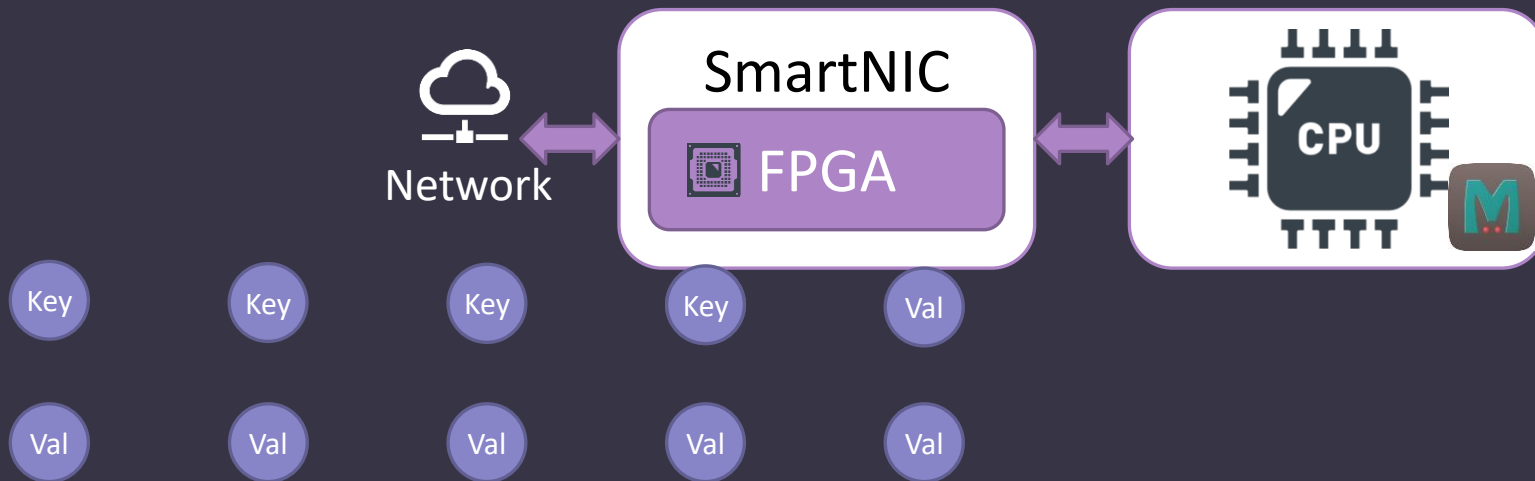 SmartNIC
FPGA
CPU
M
Network
Key Key Key Key Val
Val Val Val Val Val